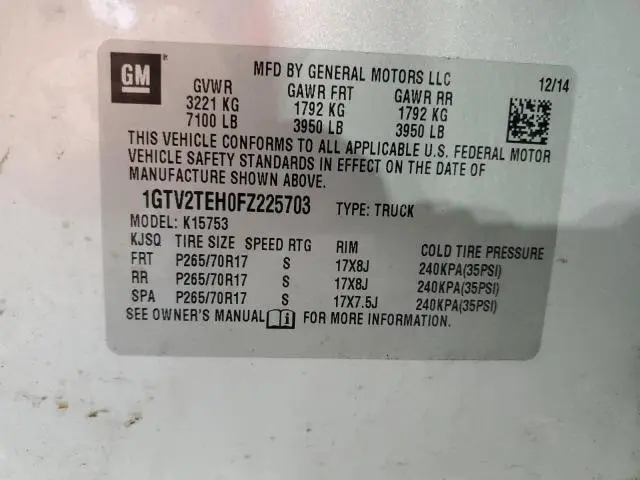 GM
MFD BY GENERAL MOTORS LLC
12/14
GVWR GAWR FRT GAWR RR
3221 KG 1792 KG 1792 KG
7100 LB 3950 LB 3950 LB
THIS VEHICLE CONFORMS TO ALL APPLICABLE U.S. FEDERAL MOTOR
VEHICLE SAFETY STANDARDS IN EFFECT ON THE DATE OF
MANUFACTURE SHOWN ABOVE.
1GTV2TEH0FZ225703 TYPE: TRUCK
MODEL: K15753
KJSQ TIRE SIZE SPEED RTG RIM COLD TIRE PRESSURE
FRT P265/70R17 S 17X8J 240KPA(35PSI)
RR P265/70R17 S 17X8J 240KPA(35PSI)
SPA P265/70R17 S 17X7.5J 240KPA(35PSI)
SEE OWNER'S MANUAL FOR MORE INFORMATION.